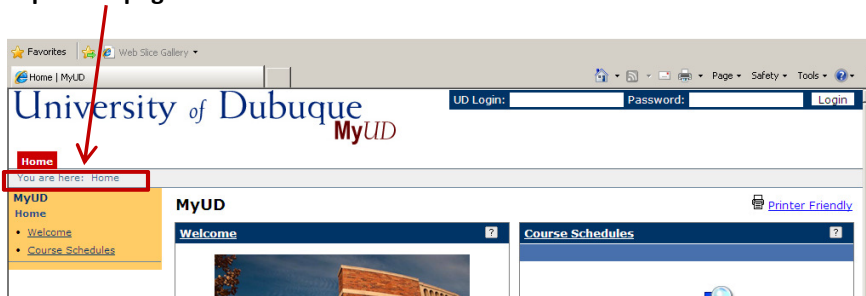 Favorites Web Slice Gallery
Home | MyUD Page Safety Tools
University of Dubuque UD Login: Password: Login
MyUD
Home
You are here: Home
MyUD
Home
MyUD Printer Friendly
Welcome
Course Schedules
Welcome ? Course Schedules ?